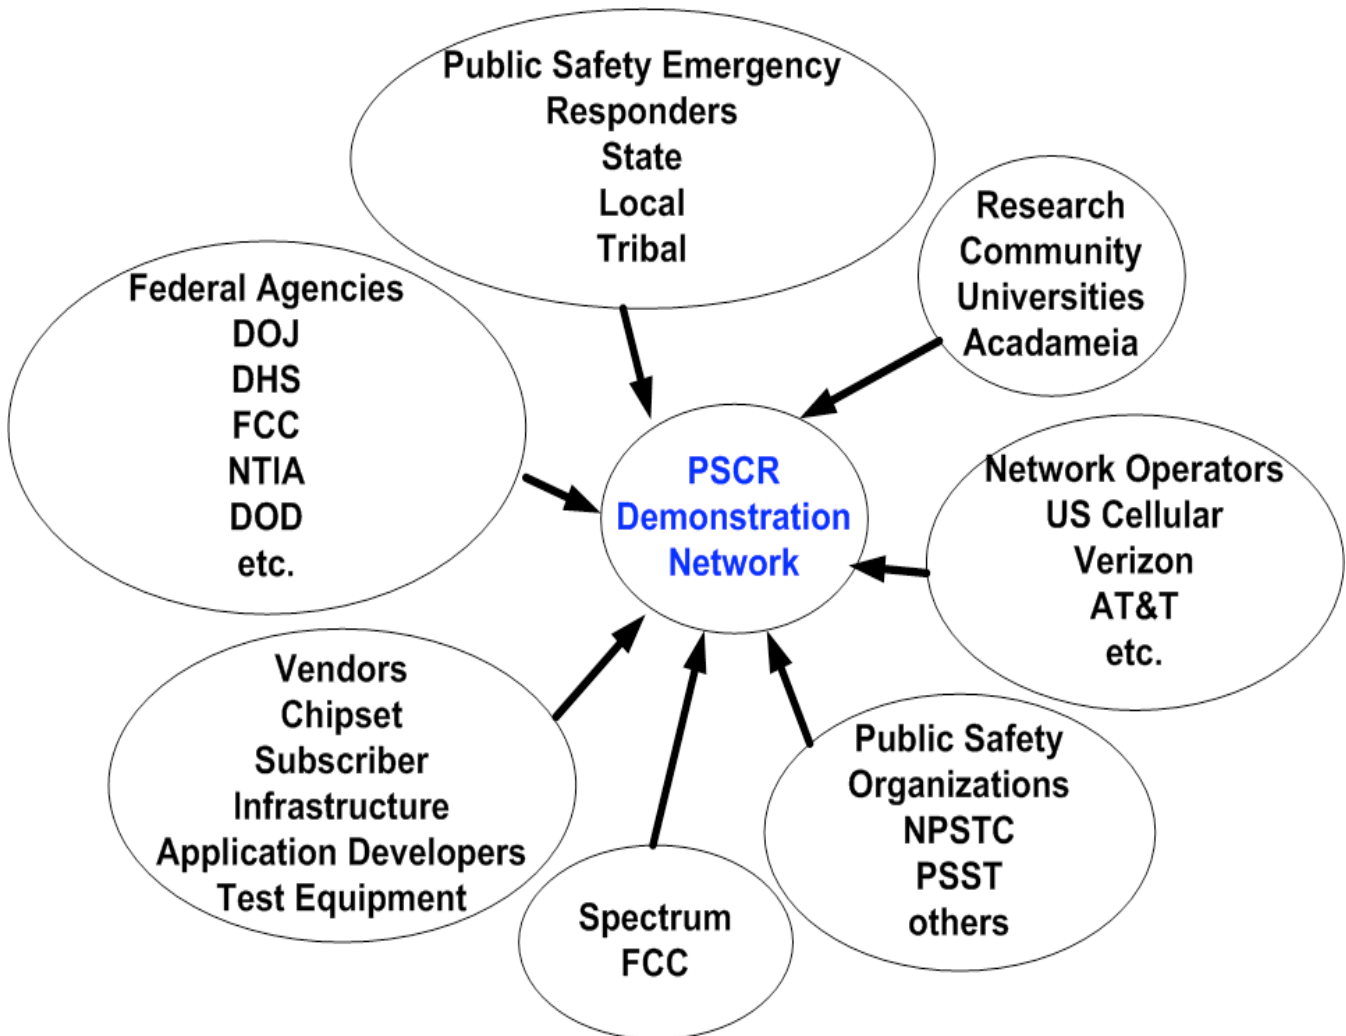 Public Safety Emergency
Responders
State
Local
Tribal
Research
Community
Universities
Acadameia
Federal Agencies
DOJ
DHS
FCC
NTIA
DOD
etc.
PSCR
Demonstration
Network
Network Operators
US Cellular
Verizon
AT&T
etc.
Vendors
Chipset
Subscriber
Infrastructure
Application Developers
Test Equipment
Spectrum
FCC
Public Safety
Organizations
NPSTC
PSST
others